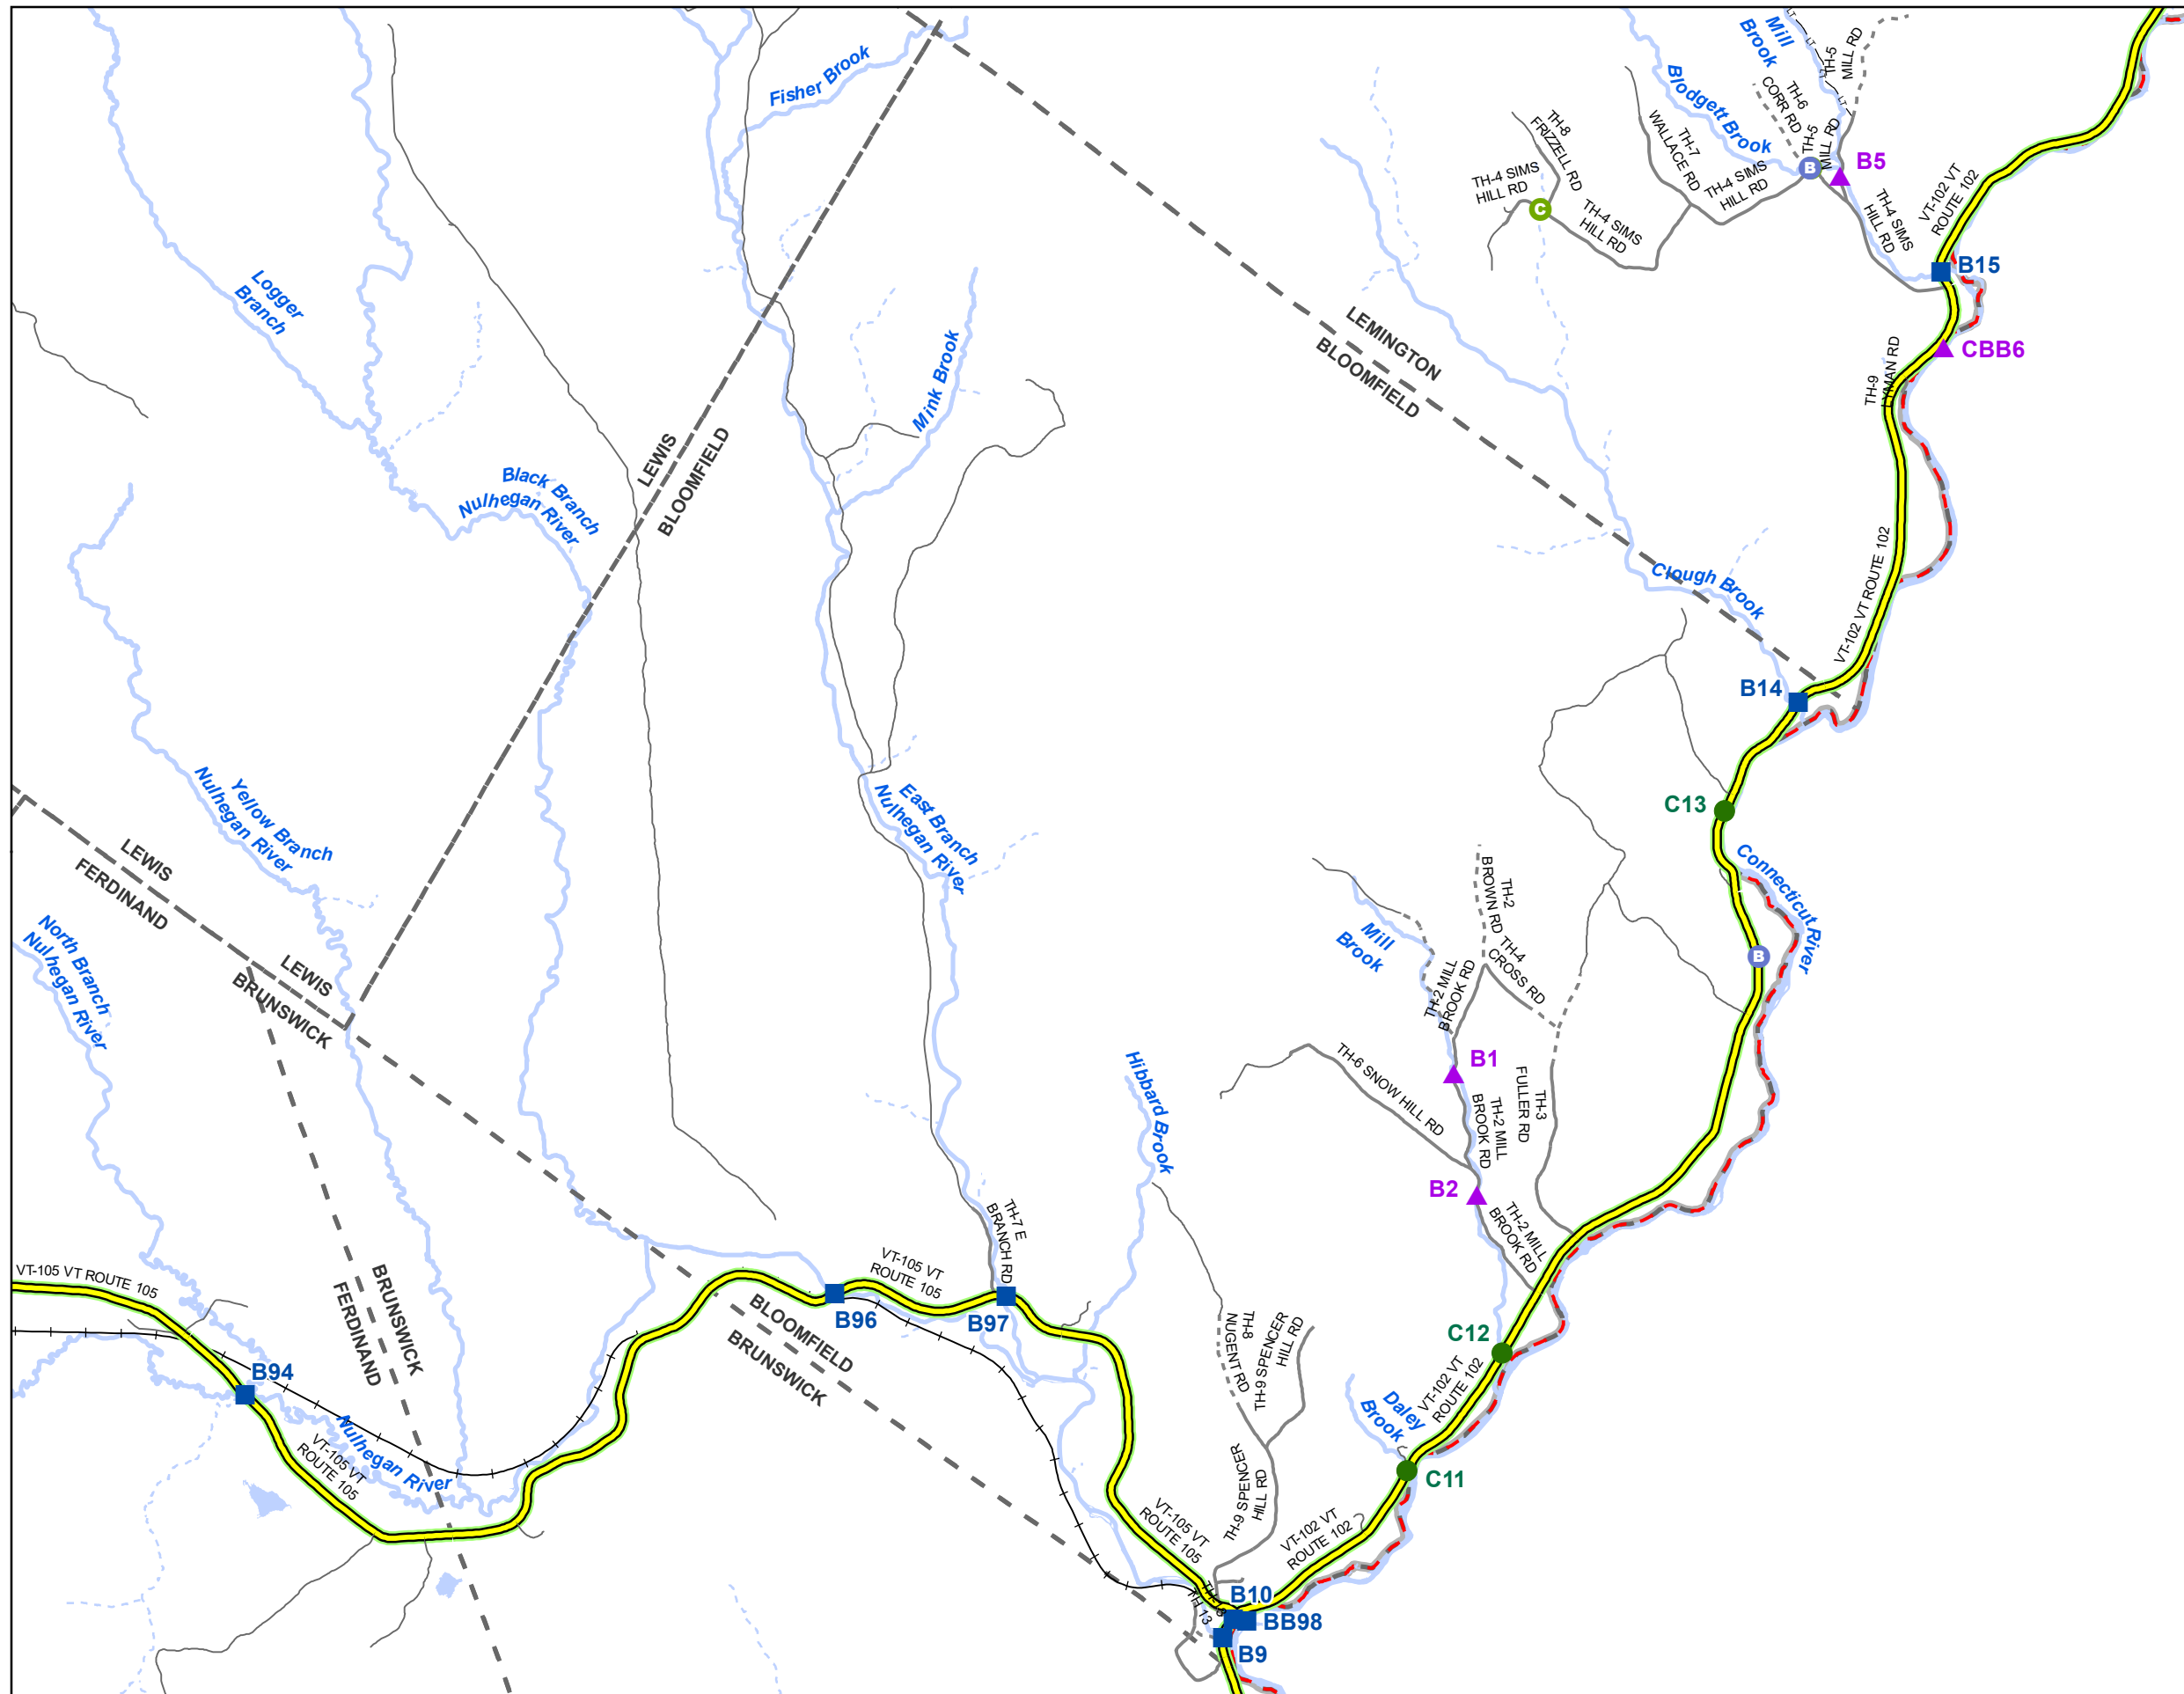 Fisher Brook
Mill
Brook
TH-5
MILL RD
Blodgett Brook
TH-6
CORR RD
TH-5
MILL RD
LT
LT
LT
LT
B
B5
TH-8
FRIZZELL RD
TH-7
WALLACE RD
TH-4 SIMS
HILL RD
TH-4 SIMS
HILL RD
C
TH-4 SIMS
HILL RD
TH-4 SIMS
HILL RD
VT-102 VT
ROUTE 102
B15
CBB6
TH-9
LYMAN RD
Logger
Branch
Mink Brook
LEMINGTON
BLOOMFIELD
LEWIS
BLOOMFIELD
Black Branch
Nulhegan River
Clough Brook
VT-102 VT ROUTE 102
B14
C13
Yellow Branch
Nulhegan River
East Branch
Nulhegan River
LEWIS
FERDINAND
Connecticut River
B
North Branch
Nulhegan River
LEWIS
BRUNSWICK
Mill
Brook
TH-2
BROWN RD
TH-4
CROSS RD
TH-2 MILL
BROOK RD
B1
TH-6 SNOW HILL RD
TH-2 MILL
BROOK RD
TH-3
FULLER RD
Hibbard Brook
B2
TH-2 MILL
BROOK RD
TH-7 E
BRANCH RD
VT-105 VT ROUTE 105
VT-105 VT
ROUTE 105
B96
B97
BRUNSWICK
FERDINAND
BLOOMFIELD
BRUNSWICK
B94
TH-8
NUGENT RD
TH-9 SPENCER
HILL RD
C12
VT-102 VT
ROUTE 102
Daley
Brook
C11
Nulhegan River
VT-105 VT
ROUTE 105
TH-9 SPENCER
HILL RD
VT-102 VT
ROUTE 102
VT-105 VT
ROUTE 105
TH 13
B10
BB98
B9